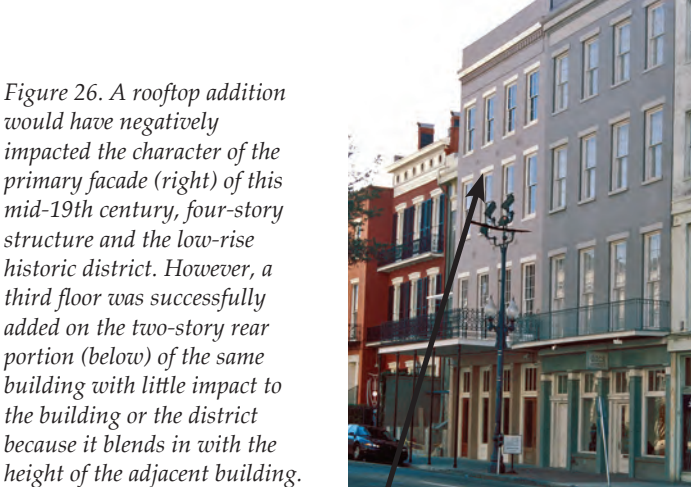 Figure 26. A rooftop addition
would have negatively
impacted the character of the
primary facade (right) of this
mid-19th century, four-story
structure and the low-rise
historic district. However, a
third floor was successfully
added on the two-story rear
portion (below) of the same
building with little impact to
the building or the district
because it blends in with the
height of the adjacent building.